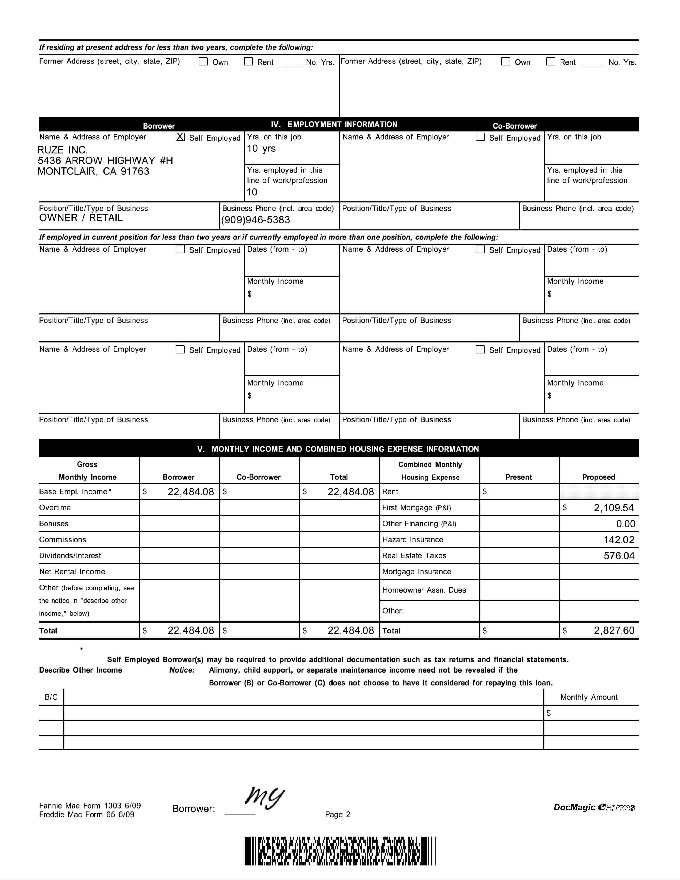 If residing at present address for less than two years, complete the following:
Former Address (street, city, state, ZIP) Own Rent No. Yrs. Former Address (street, city, state, ZIP) Own Rent No. Yrs.
Borrower IV. EMPLOYMENT INFORMATION Co-Borrower
Name & Address of Employer X Self Employed Yrs. on this job Name & Address of Employer Self Employed Yrs. on this job
RUZE INC. 10 yrs
5436 ARROW HIGHWAY #H
MONTCLAIR, CA 91763 Yrs. employed in this Yrs. employed in this
line of work/profession line of work/profession
10
Position/Title/Type of Business Business Phone (incl. area code) Position/Title/Type of Business Business Phone (incl. area code)
OWNER / RETAIL (909)946-5383
If employed in current position for less than two years or if currently employed in more than one position, complete the following:
Name & Address of Employer Self Employed Dates (from - to) Name & Address of Employer Self Employed Dates (from - to)
Monthly Income Monthly Income
$ $
Position/Title/Type of Business Business Phone (incl. area code) Position/Title/Type of Business Business Phone (incl. area code)
Name & Address of Employer Self Employed Dates (from - to) Name & Address of Employer Self Employed Dates (from - to)
Monthly Income Monthly Income
$ $
Position/Title/Type of Business Business Phone (incl. area code) Position/Title/Type of Business Business Phone (incl. area code)
V. MONTHLY INCOME AND COMBINED HOUSING EXPENSE INFORMATION
Gross Combined Monthly
Monthly Income Borrower Co-Borrower Total Housing Expense Present Proposed
Base Empl. Income* $ 22,484.08 $ $ 22,484.08 Rent $
Overtime First Mortgage (P&I) $ 2,109.54
Bonuses Other Financing (P&I) 0.00
Commissions Hazard Insurance 142.02
Dividends/Interest Real Estate Taxes 576.04
Net Rental Income Mortgage Insurance
Other (before completing, see Homeowner Assn. Dues
the notice in "describe other
income," below) Other:
Total $ 22,484.08 $ $ 22,484.08 Total $ $ 2,827.60
*
Self Employed Borrower(s) may be required to provide additional documentation such as tax returns and financial statements.
Describe Other Income Notice: Alimony, child support, or separate maintenance income need not be revealed if the
Borrower (B) or Co-Borrower (C) does not choose to have it considered for repaying this loan.
B/C Monthly Amount
$
Fannie Mae Form 1003 6/09
Freddie Mac Form 65 6/09
Borrower: my
Page 2
DocMagic